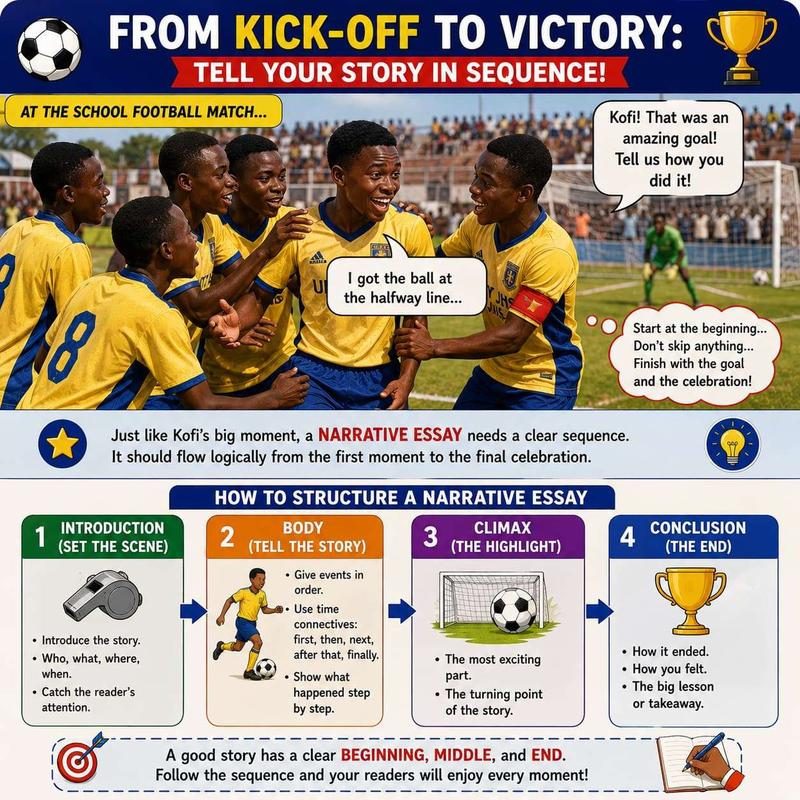 FROM KICK-OFF TO VICTORY:
TELL YOUR STORY IN SEQUENCE!
AT THE SCHOOL FOOTBALL MATCH...
Kofi! That was an
amazing goal!
Tell us how you
did it!
I got the ball at
the halfway line...
8
8
Start at the beginning...
Don't skip anything...
Finish with the goal
and the celebration!
Just like Kofi's big moment, a NARRATIVE ESSAY needs a clear sequence.
It should flow logically from the first moment to the final celebration.
HOW TO STRUCTURE A NARRATIVE ESSAY
1 INTRODUCTION
(SET THE SCENE)
• Introduce the story.
• Who, what, where,
when.
• Catch the reader's
attention.
2 BODY
(TELL THE STORY)
• Give events in
order.
• Use time
connectives:
first, then, next,
after that, finally.
• Show what
happened step
by step.
3 CLIMAX
(THE HIGHLIGHT)
• The most exciting
part.
• The turning point
of the story.
4 CONCLUSION
(THE END)
• How it ended.
• How you felt.
• The big lesson
or takeaway.
A good story has a clear BEGINNING, MIDDLE, and END.
Follow the sequence and your readers will enjoy every moment!